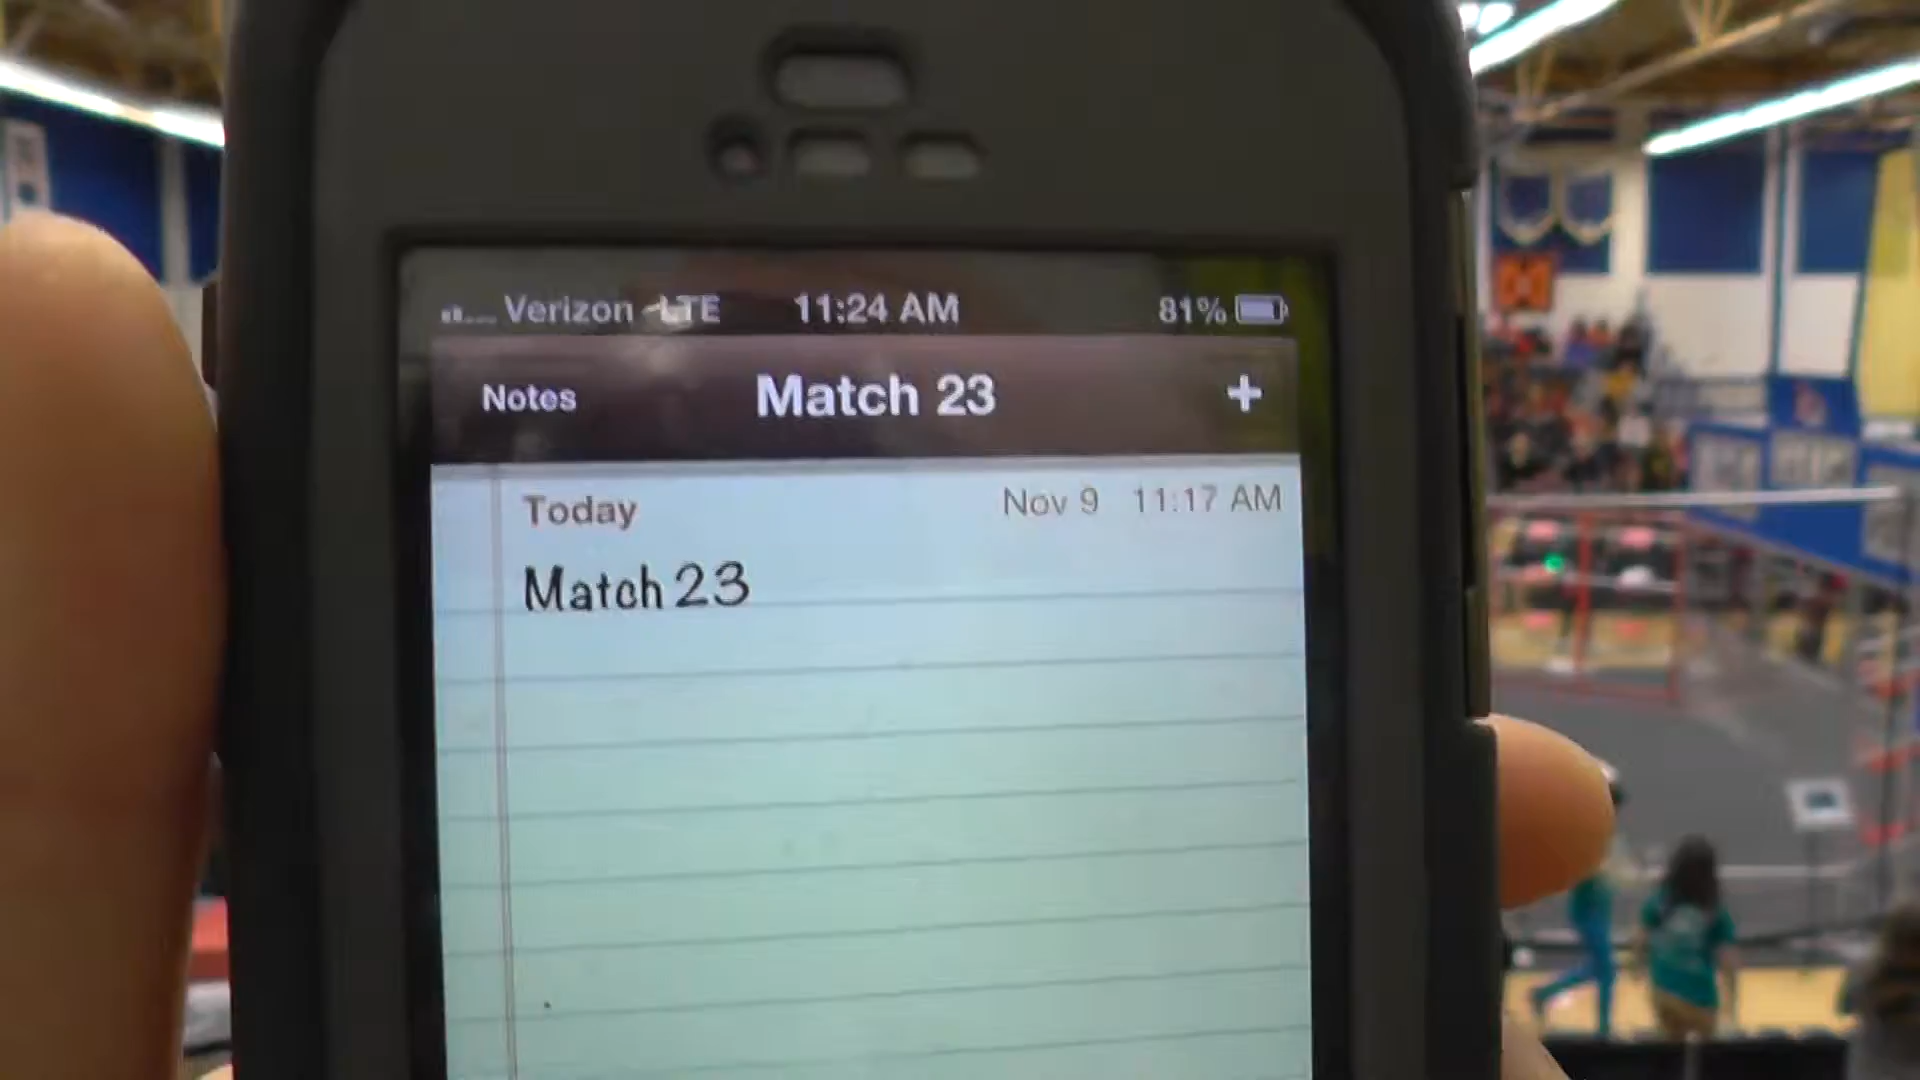 Verizon LTE 11:24 AM 81%
Notes Match 23 +
Today Nov 9 11:17 AM
Match 23